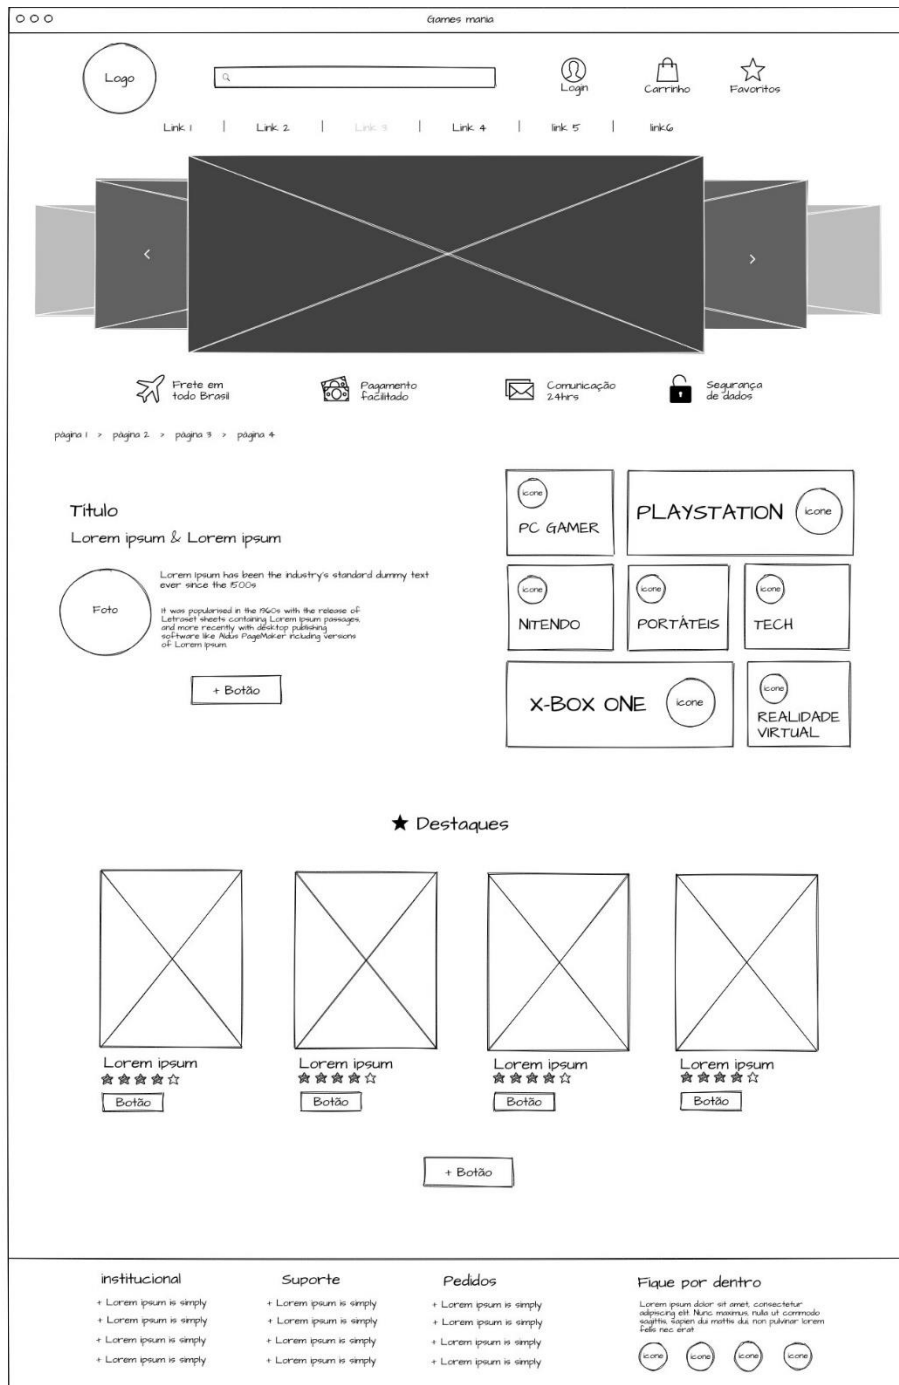 Games maria
Logo
Login
Carrinho
Favoritos
Link 1 | Link 2 | Link 3 | Link 4 | link 5 | link6
<
>
Frete em
todo Brasil
Pagamento
facilitado
Comunicação
24hrs
Segurança
de dados
página 1 > página 2 > página 3 > página 4
Título
Lorem ipsum & Lorem ipsum
Foto
Lorem Ipsum has been the industry's standard dummy text
ever since the 1500s
It was popularised in the 1960s with the release of
Letraset sheets containing Lorem Ipsum passages,
and more recently with desktop publishing
software like Aldus PageMaker including versions
of Lorem Ipsum.
+ Botão
icone
PC GAMER
PLAYSTATION
icone
icone
NITENDO
icone
PORTÁTEIS
icone
TECH
X-BOX ONE
icone
icone
REALIDADE
VIRTUAL
Destaques
Lorem ipsum
Botão
Lorem ipsum
Botão
Lorem ipsum
Botão
Lorem ipsum
Botão
+ Botão
institucional
+ Lorem ipsum is simply
+ Lorem ipsum is simply
+ Lorem ipsum is simply
+ Lorem ipsum is simply
Suporte
+ Lorem ipsum is simply
+ Lorem ipsum is simply
+ Lorem ipsum is simply
+ Lorem ipsum is simply
Pedidos
+ Lorem ipsum is simply
+ Lorem ipsum is simply
+ Lorem ipsum is simply
+ Lorem ipsum is simply
Fique por dentro
Lorem ipsum dolor sit amet, consectetur
adipiscing elit. Nunc maximus, nulla ut commodo
sagittis, sapien dui mattis dui, non pulvinar lorem
felis nec erat
icone
icone
icone
icone